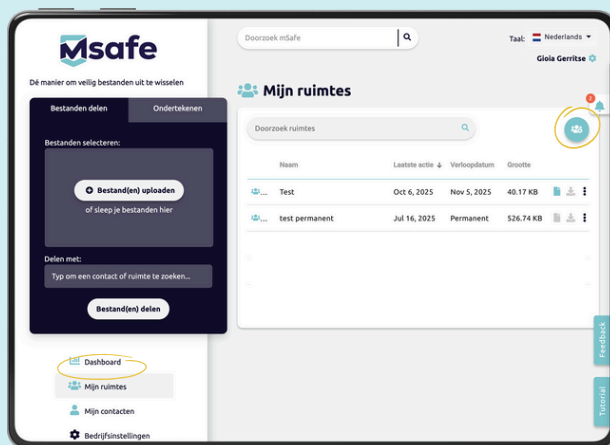 Msafe
Dé manier om veilig bestanden uit te wisselen
Bestanden delen
Ondertekenen
Bestanden selecteren:
Bestand(en) uploaden
of sleep je bestanden hier
Delen met:
Typ om een contact of ruimte te zoeken...
Bestand(en) delen
Dashboard
Mijn ruimtes
Mijn contacten
Bedrijfsinstellingen
Doorzoek mSafe
Taal: Nederlands
Gioia Gerritse
Mijn ruimtes
2
Doorzoek ruimtes
Naam Laatste actie Verloopdatum Grootte
... Test Oct 6, 2025 Nov 5, 2025 40.17 KB
... test permanent Jul 16, 2025 Permanent 526.74 KB
Feedback
Tutorial